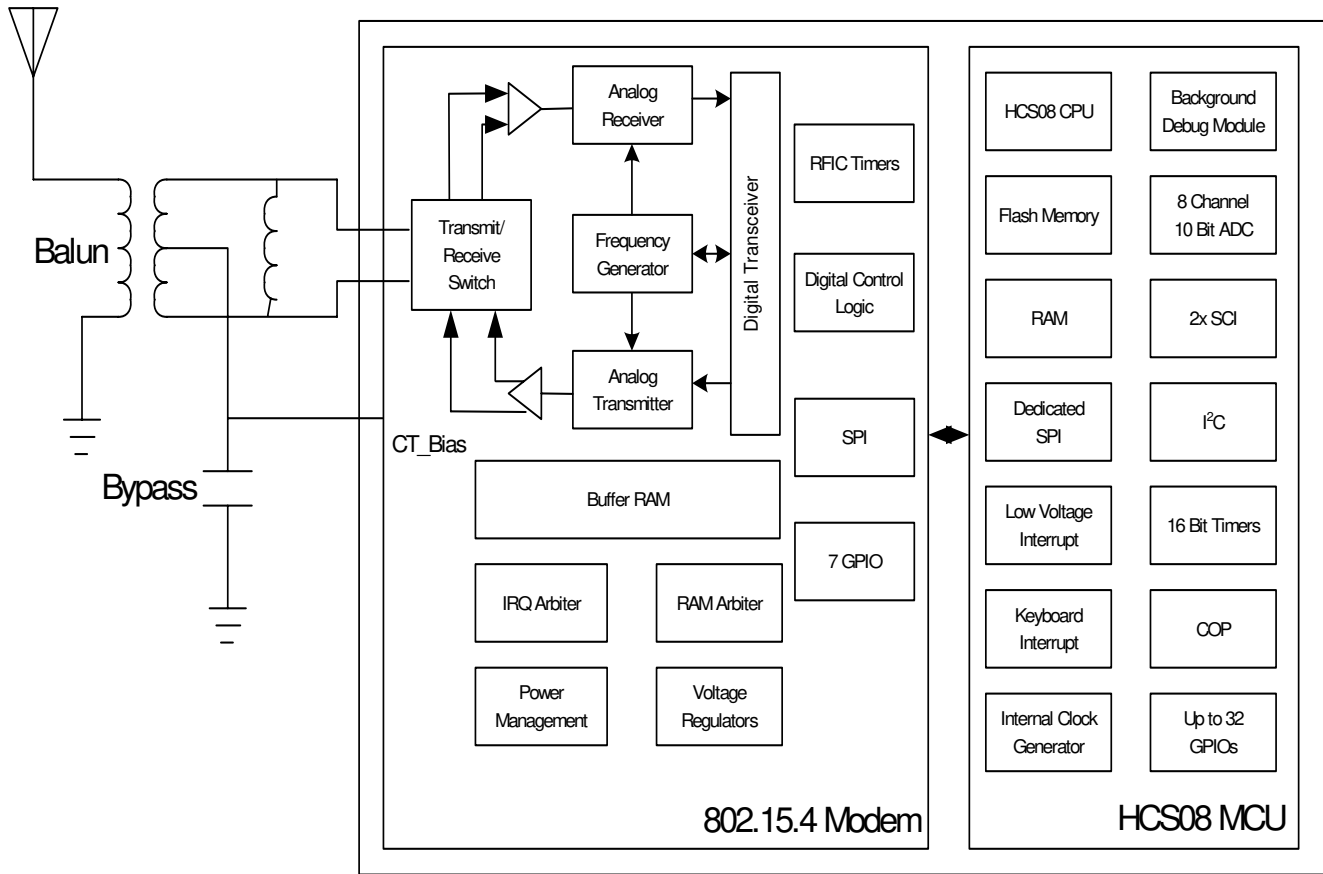 Balun
Bypass
CT_Bias
Transmit/
Receive
Switch
Analog
Receiver
Frequency
Generator
Analog
Transmitter
Digital Transceiver
RFIC Timers
Digital Control
Logic
SPI
7 GPIO
Buffer RAM
IRQ Arbiter
RAM Arbiter
Power
Management
Voltage
Regulators
802.15.4 Modem
HCS08 CPU
Background
Debug Module
Flash Memory
8 Channel
10 Bit ADC
RAM
2x SCI
Dedicated
SPI
I²C
Low Voltage
Interrupt
16 Bit Timers
Keyboard
Interrupt
COP
Internal Clock
Generator
Up to 32
GPIOs
HCS08 MCU